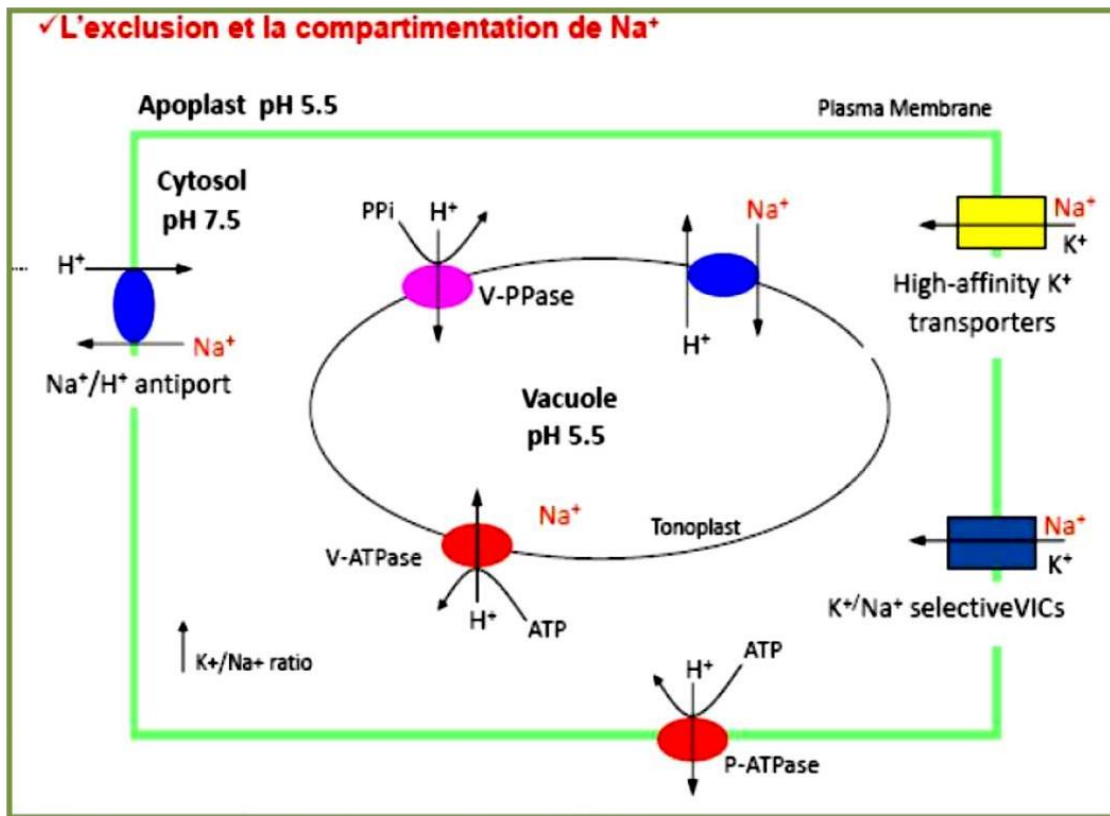 ✓L'exclusion et la compartimentation de Na⁺
Apoplast pH 5.5
Plasma Membrane
Cytosol
pH 7.5
PPi
H⁺
Na⁺
Na⁺
K⁺
H⁺
V-PPase
High-affinity K⁺
transporters
H⁺
Na⁺
Na⁺/H⁺ antiport
Vacuole
pH 5.5
Na⁺
Tonoplast
V-ATPase
Na⁺
K⁺
H⁺
ATP
K⁺/Na⁺ selectiveVICs
K+/Na+ ratio
H⁺
ATP
P-ATPase